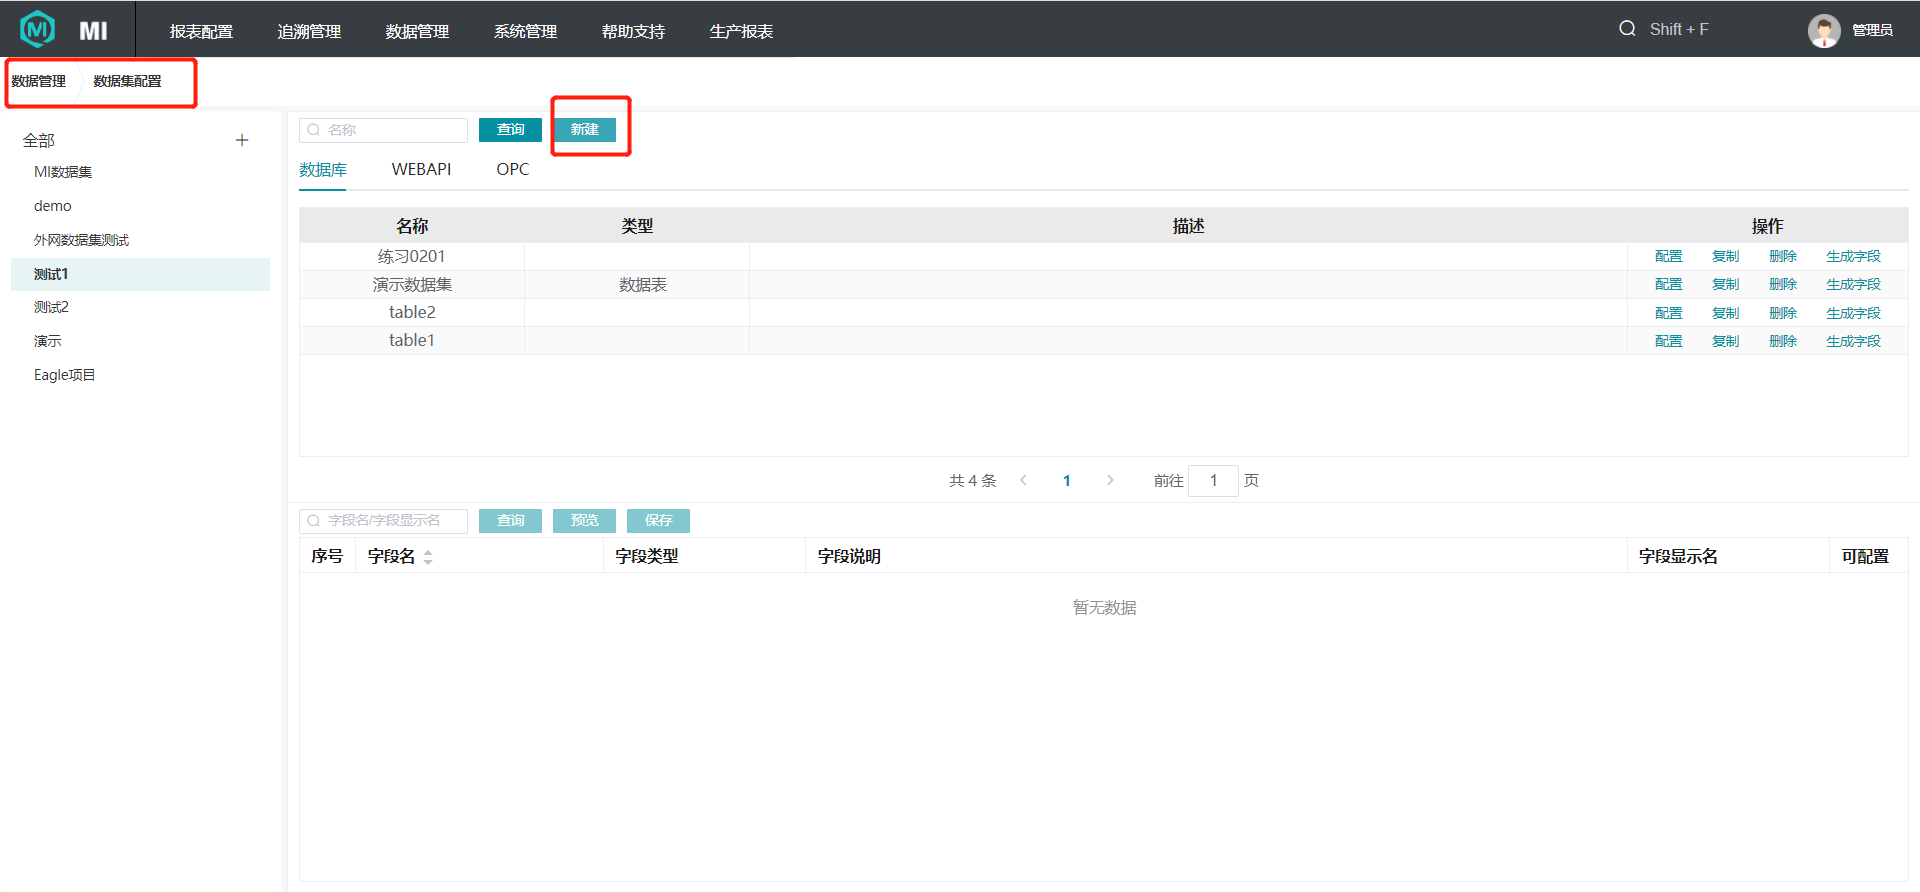 MI 报表配置 追溯管理 数据管理 系统管理 帮助支持 生产报表 Shift + F 管理员
数据管理 数据集配置
全部
MI数据集
demo
外网数据集测试
测试1
测试2
演示
Eagle项目
名称 查询 新建
数据库 WEBAPI OPC
名称 类型 描述 操作
练习0201 配置 复制 删除 生成字段
演示数据集 数据表 配置 复制 删除 生成字段
table2 配置 复制 删除 生成字段
table1 配置 复制 删除 生成字段
共 4 条 1 前往 1 页
字段名/字段显示名 查询 预览 保存
序号 字段名 字段类型 字段说明 字段显示名 可配置
暂无数据